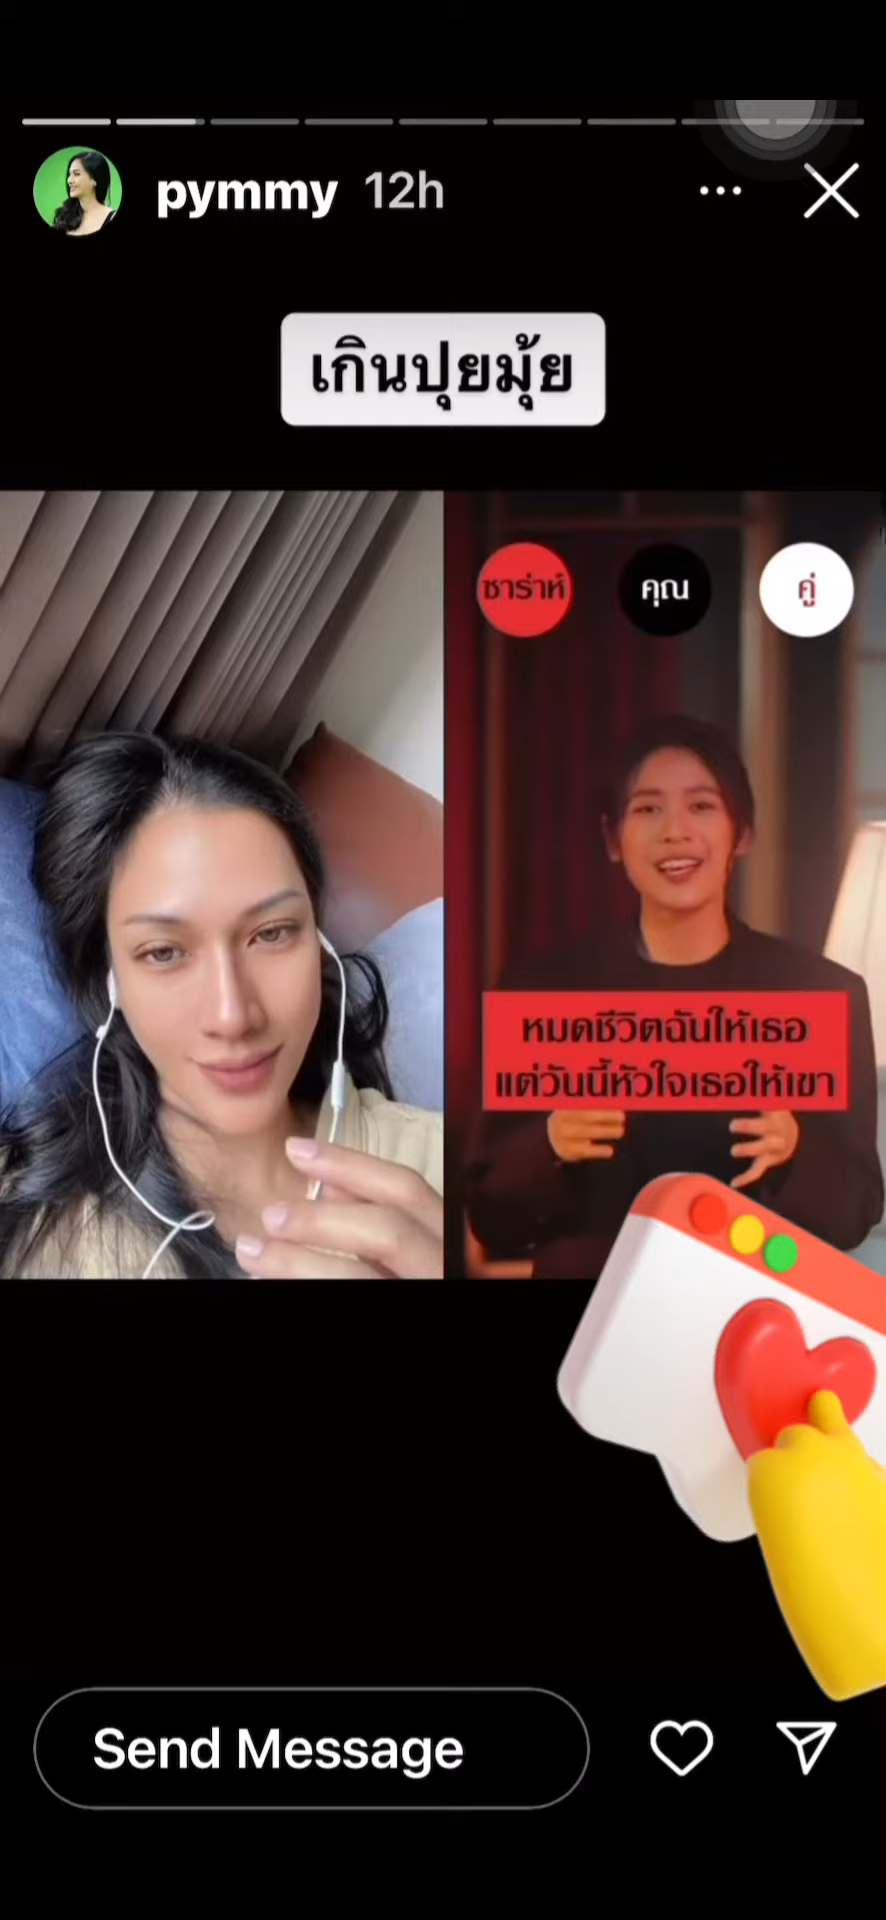 pymmy 12h
เกินปุยมุ้ย
ซาร่าห์
คุณ
คู่
หมดชีวิตฉันให้เธอ
แต่วันนี้หัวใจเธอให้เขา
Send Message